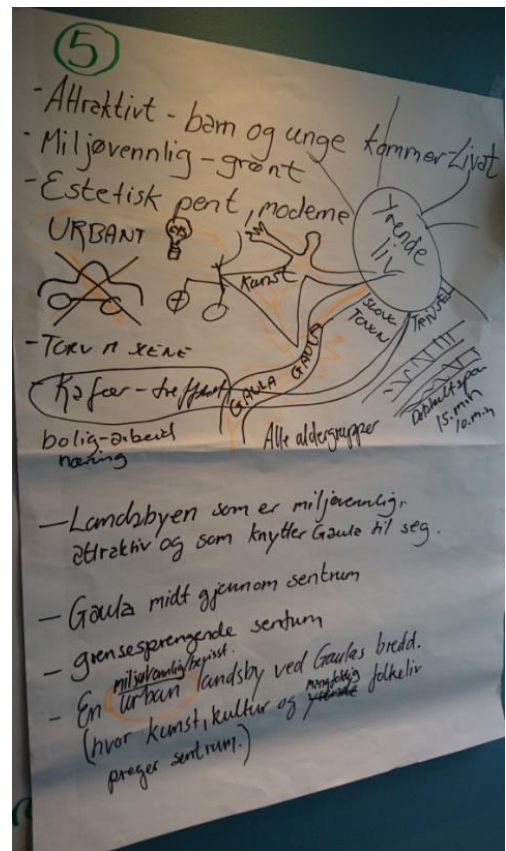 5
- Attraktivt - barn og unge kommer - Livat
- Miljøvennlig - grønt
- Estetisk pent, moderne
URBANT
Yrende
liv
Kunst
SLOW
TOWN
- TORV M SCENE
- Kafeer - treffsted
GAULA GAULA
Dobbeltspor
15.min
10.min
bolig-arbeid
næring
Alle aldergrupper
- Landsbyen som er miljøvennlig,
attraktiv og som knytter Gaula til seg.
- Gaula midt gjennom sentrum
- grensesprengende sentum
miljøvennlig/bevisst.
- En urban landsby ved Gaulas bredd.
mangfoldig
(hvor kunst, kultur og folkeliv
preger sentrum.)